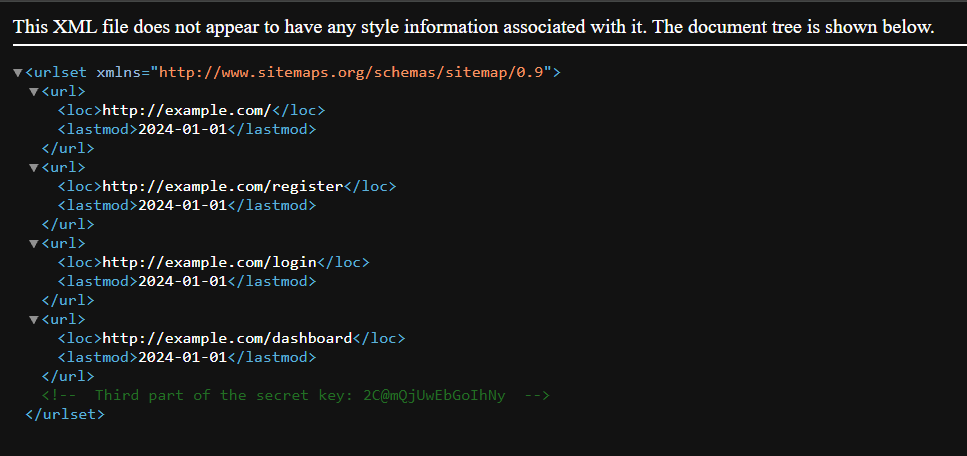 This XML file does not appear to have any style information associated with it. The document tree is shown below.
▼<urlset xmlns="http://www.sitemaps.org/schemas/sitemap/0.9">
▼<url>
<loc>http://example.com/</loc>
<lastmod>2024-01-01</lastmod>
</url>
▼<url>
<loc>http://example.com/register</loc>
<lastmod>2024-01-01</lastmod>
</url>
▼<url>
<loc>http://example.com/login</loc>
<lastmod>2024-01-01</lastmod>
</url>
▼<url>
<loc>http://example.com/dashboard</loc>
<lastmod>2024-01-01</lastmod>
</url>
<!-- Third part of the secret key: 2C@mQjUwEbGoIhNy -->
</urlset>